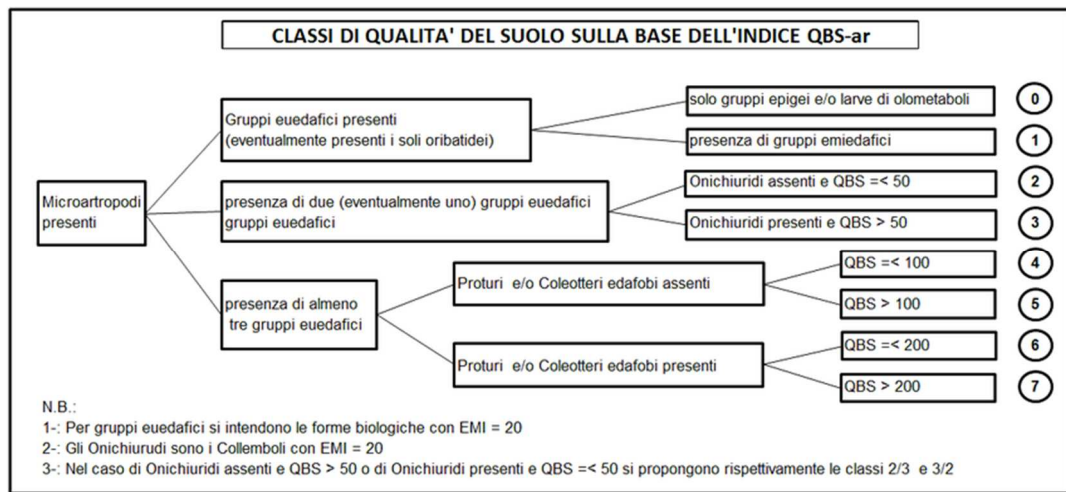 CLASSI DI QUALITA' DEL SUOLO SULLA BASE DELL'INDICE QBS-ar
Microartropodi
presenti
Gruppi euedafici presenti
(eventualmente presenti i soli oribatidei)
solo gruppi epigei e/o larve di olometaboli
0
presenza di gruppi emiedafici
1
presenza di due (eventualmente uno) gruppi euedafici
gruppi euedafici
Onichiuridi assenti e QBS =< 50
2
Onichiuridi presenti e QBS > 50
3
presenza di almeno
tre gruppi euedafici
Proturi e/o Coleotteri edafobi assenti
QBS =< 100
4
QBS > 100
5
Proturi e/o Coleotteri edafobi presenti
QBS =< 200
6
QBS > 200
7
N.B.:
1-: Per gruppi euedafici si intendono le forme biologiche con EMI = 20
2-: Gli Onichiurudi sono i Collemboli con EMI = 20
3-: Nel caso di Onichiuridi assenti e QBS > 50 o di Onichiuridi presenti e QBS =< 50 si propongono rispettivamente le classi 2/3 e 3/2